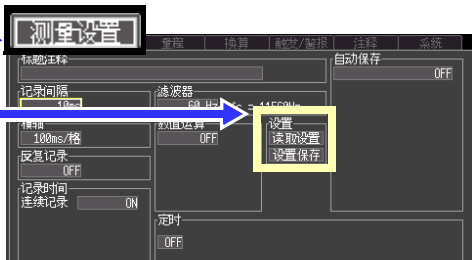 测量设置
量程 换算 触发/警报 注释 系统
标题注释
自动保存
OFF
记录间隔
10ms
滤波器
60 Hz
横轴
100ms/格
数值运算
OFF
设置
读取设置
设置保存
反复记录
OFF
记录时间
连续记录 ON
定时
OFF